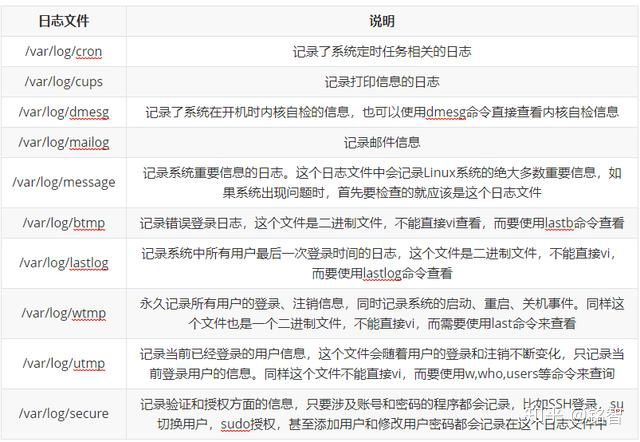 日志文件 说明
/var/log/cron 记录了系统定时任务相关的日志
/var/log/cups 记录打印信息的日志
/var/log/dmesg 记录了系统在开机时内核自检的信息，也可以使用dmesg命令直接查看内核自检信息
/var/log/mailog 记录邮件信息
/var/log/message 记录系统重要信息的日志。这个日志文件中会记录Linux系统的绝大多数重要信息，如
果系统出现问题时，首先要检查的就应该是这个日志文件
/var/log/btmp 记录错误登录日志，这个文件是二进制文件，不能直接vi查看，而要使用lastb命令查看
/var/log/lastlog 记录系统中所有用户最后一次登录时间的日志，这个文件是二进制文件，不能直接vi，
而要使用lastlog命令查看
/var/log/wtmp 永久记录所有用户的登录、注销信息，同时记录系统的启动、重启、关机事件。同样这
个文件也是一个二进制文件，不能直接vi，而需要使用last命令来查看
/var/log/utmp 记录当前已经登录的用户信息，这个文件会随着用户的登录和注销不断变化，只记录当
前登录用户的信息。同样这个文件不能直接vi，而要使用w,who,users等命令来查询
/var/log/secure 记录验证和授权方面的信息，只要涉及账号和密码的程序都会记录，比如SSH登录，su
切换用户，sudo授权，甚至添加用户和修改用户密码都会记录在这个日志文件中
知乎 @铭智